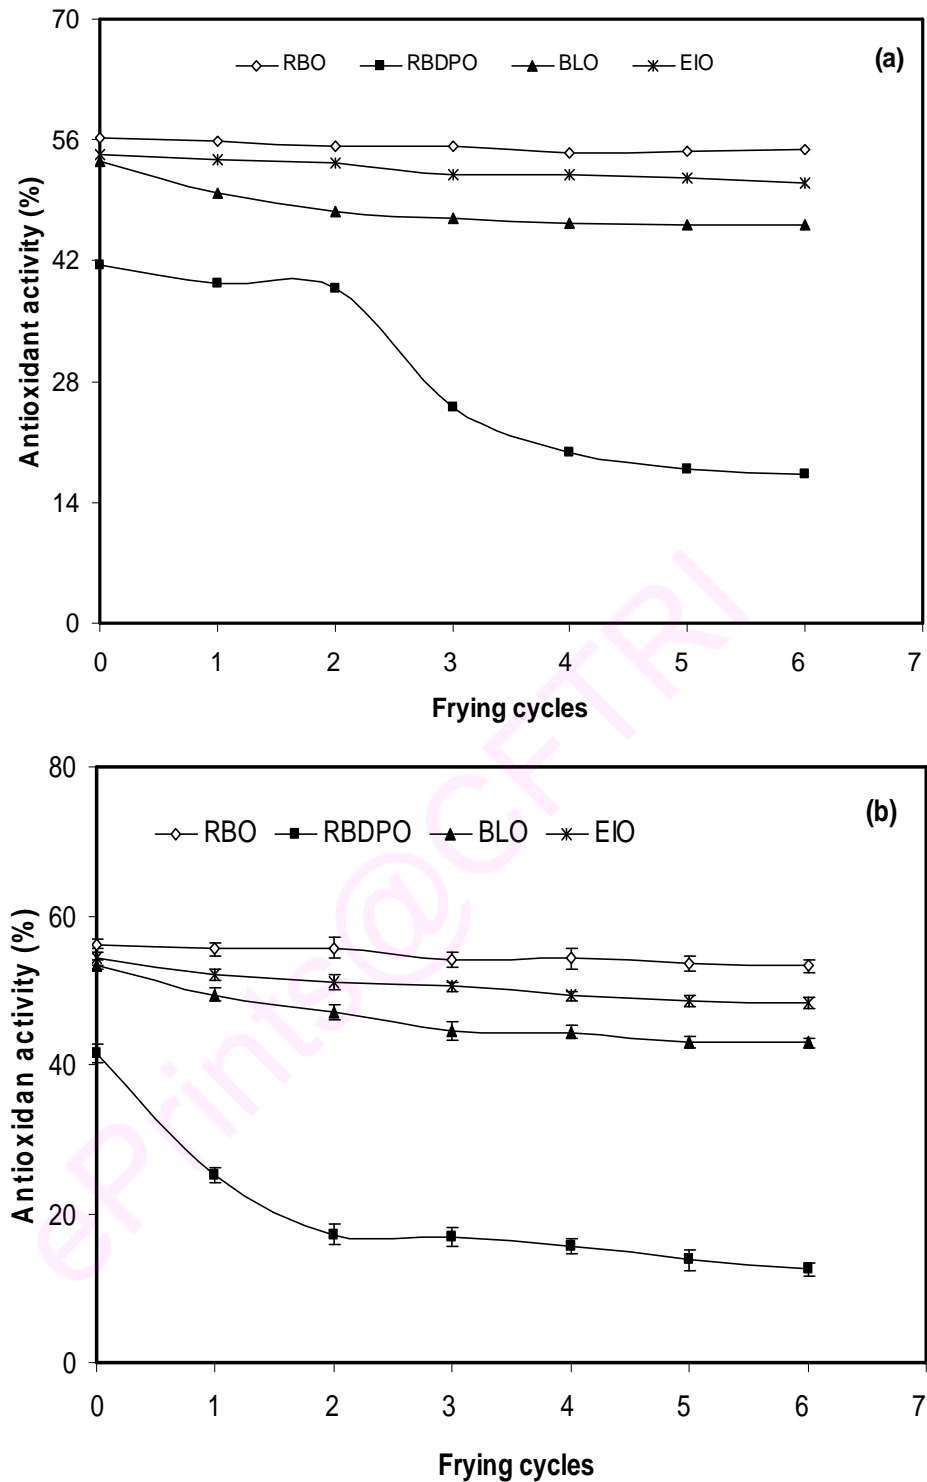 70
(a)
RBO RBDPO BLO EIO
56
42
28
14
0
Antioxidant activity (%)
0 1 2 3 4 5 6 7
Frying cycles
80
(b)
RBO RBDPO BLO EIO
60
40
20
0
Antioxidan activity (%)
0 1 2 3 4 5 6 7
Frying cycles
ePrints@CFTRI